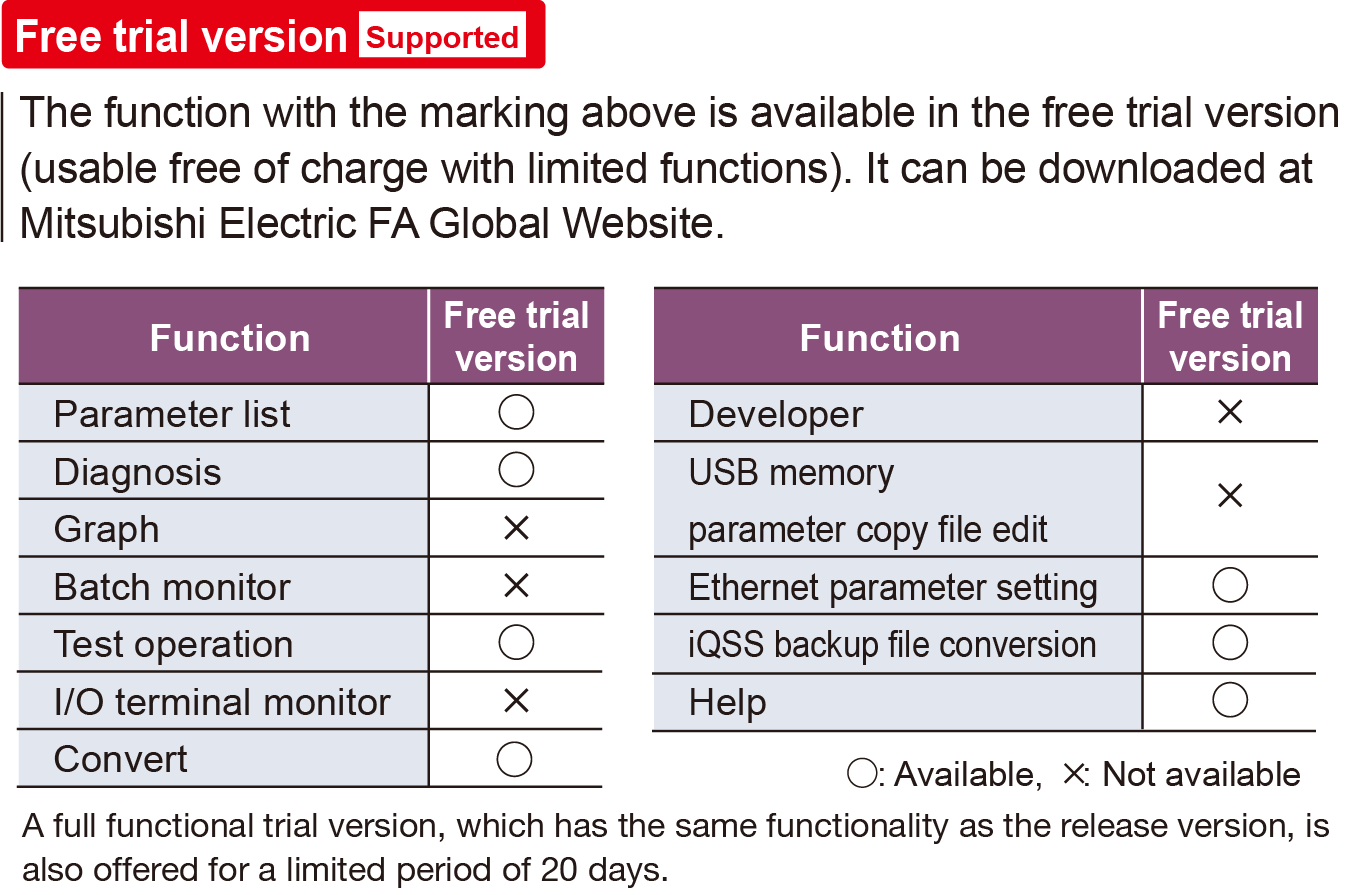 Free trial version Supported
The function with the marking above is available in the free trial version
(usable free of charge with limited functions). It can be downloaded at
Mitsubishi Electric FA Global Website.
Function Free trial version
Parameter list ○
Diagnosis ○
Graph ×
Batch monitor ×
Test operation ○
I/O terminal monitor ×
Convert ○
Function Free trial version
Developer ×
USB memory
parameter copy file edit ×
Ethernet parameter setting ○
iQSS backup file conversion ○
Help ○
○: Available, ×: Not available
A full functional trial version, which has the same functionality as the release version, is
also offered for a limited period of 20 days.